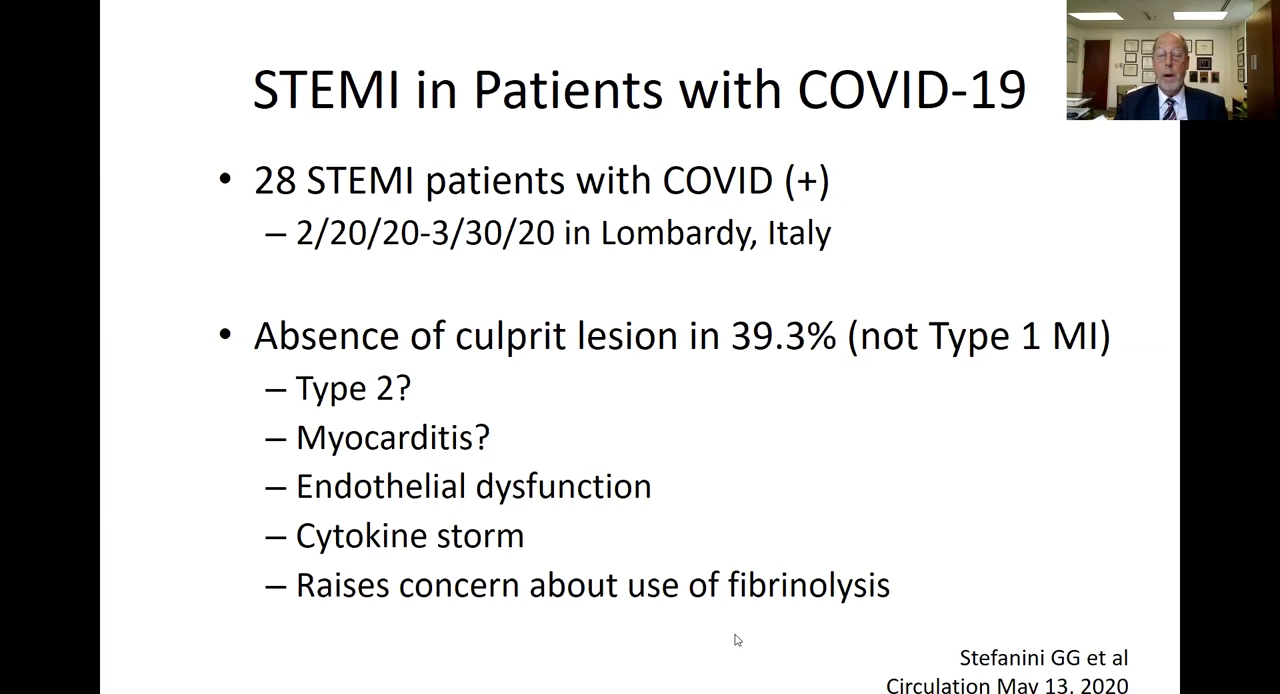 STEMI in Patients with COVID-19
• 28 STEMI patients with COVID (+)
– 2/20/20-3/30/20 in Lombardy, Italy
• Absence of culprit lesion in 39.3% (not Type 1 MI)
– Type 2?
– Myocarditis?
– Endothelial dysfunction
– Cytokine storm
– Raises concern about use of fibrinolysis
Stefanini GG et al
Circulation May 13, 2020